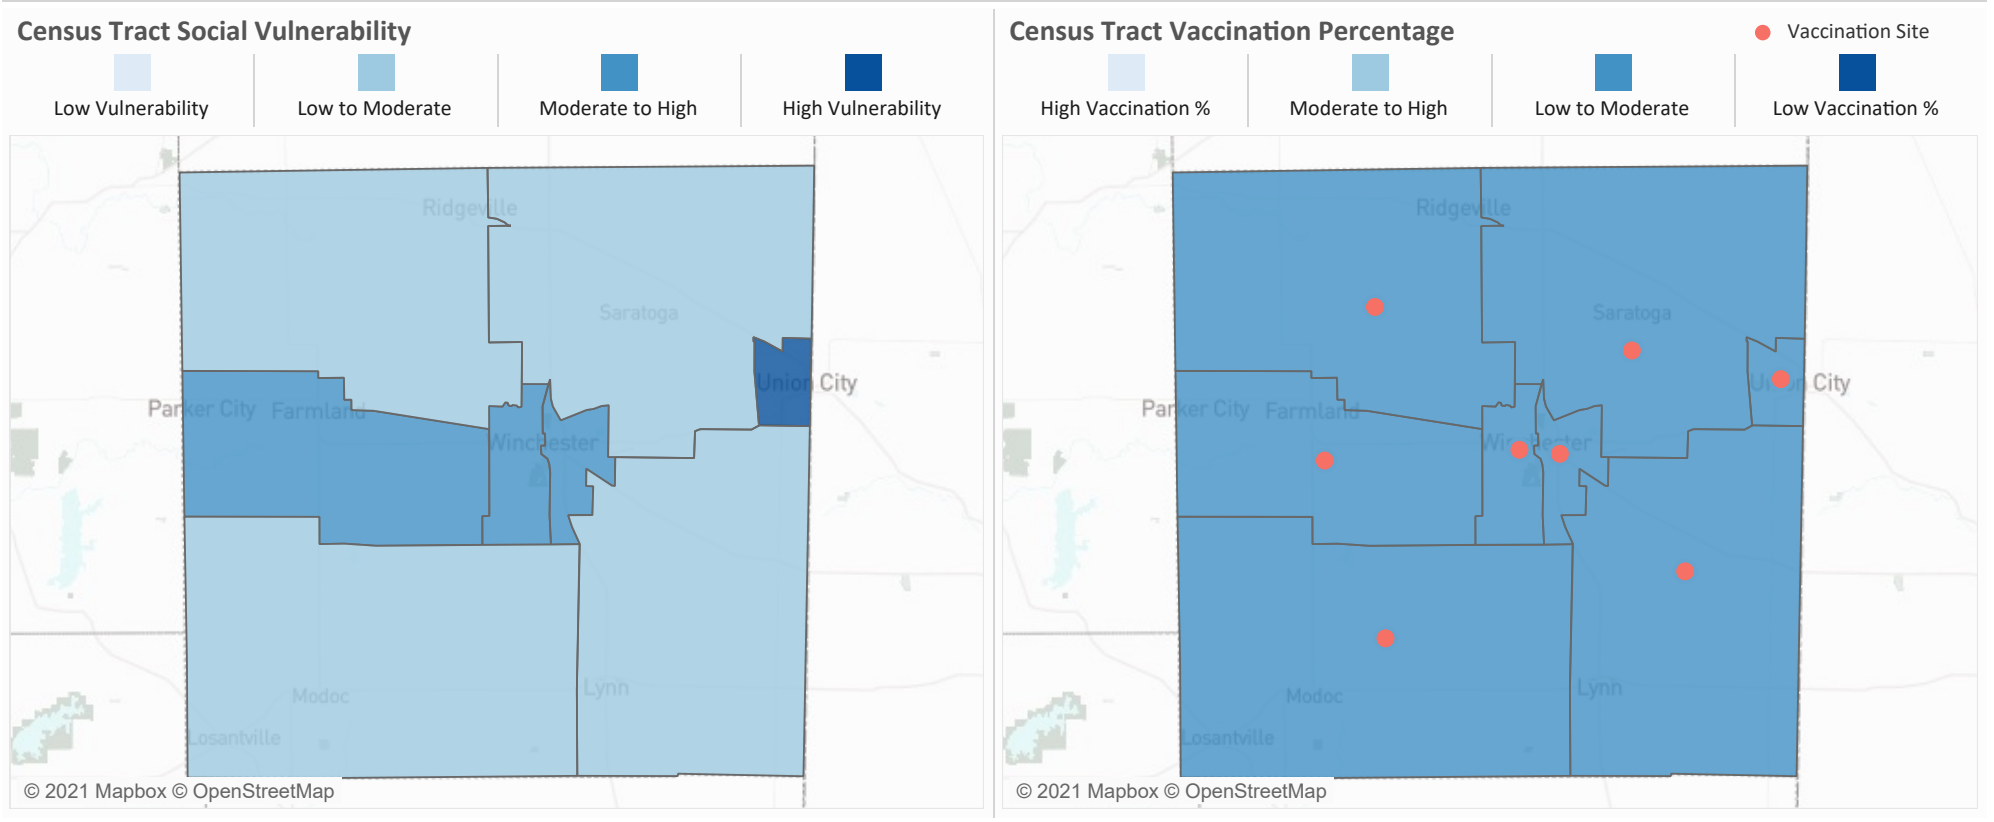 Census Tract Social Vulnerability
Low Vulnerability
Low to Moderate
Moderate to High
High Vulnerability
Ridgeville
Saratoga
Union City
Parker City
Farmland
Winchester
Modoc
Lynn
Losantville
© 2021 Mapbox © OpenStreetMap
Census Tract Vaccination Percentage
Vaccination Site
High Vaccination %
Moderate to High
Low to Moderate
Low Vaccination %
Ridgeville
Saratoga
Union City
Parker City
Farmland
Winchester
Modoc
Lynn
Losantville
© 2021 Mapbox © OpenStreetMap